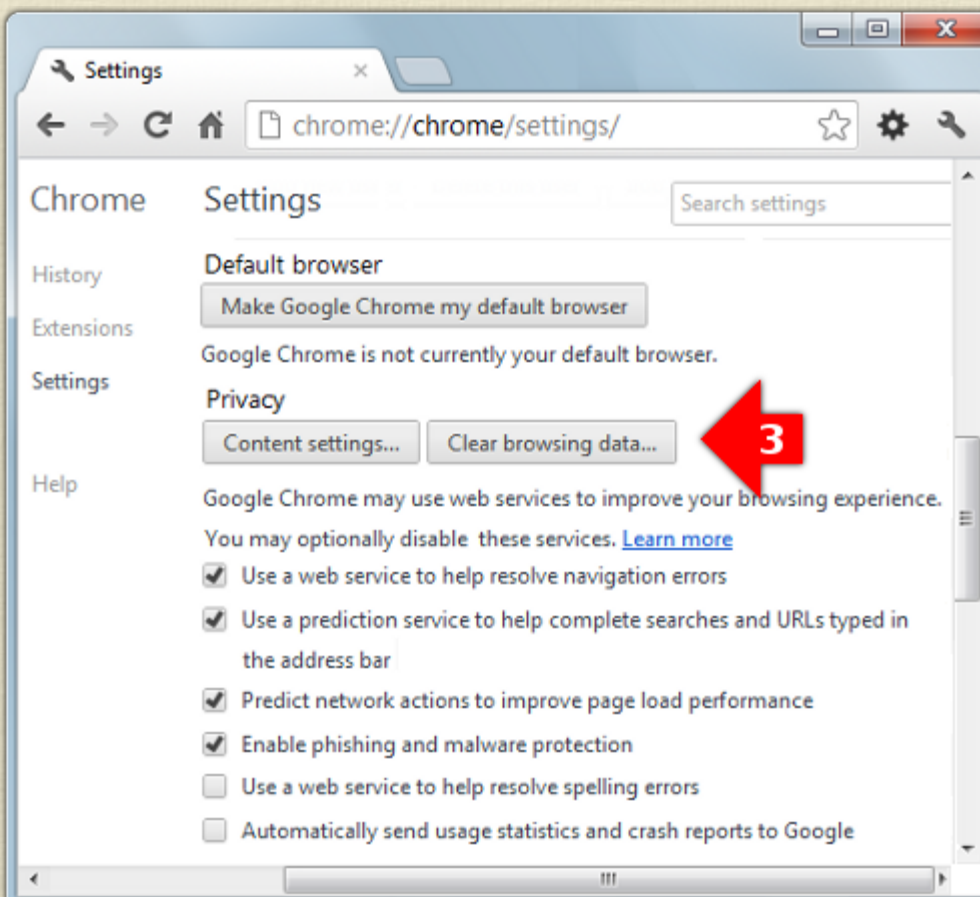 Settings
chrome://chrome/settings/
Chrome
Settings
Search settings
History
Extensions
Settings
Help
Default browser
Make Google Chrome my default browser
Google Chrome is not currently your default browser.
Privacy
Content settings...
Clear browsing data...
3
Google Chrome may use web services to improve your browsing experience.
You may optionally disable these services. Learn more
Use a web service to help resolve navigation errors
Use a prediction service to help complete searches and URLs typed in
the address bar
Predict network actions to improve page load performance
Enable phishing and malware protection
Use a web service to help resolve spelling errors
Automatically send usage statistics and crash reports to Google